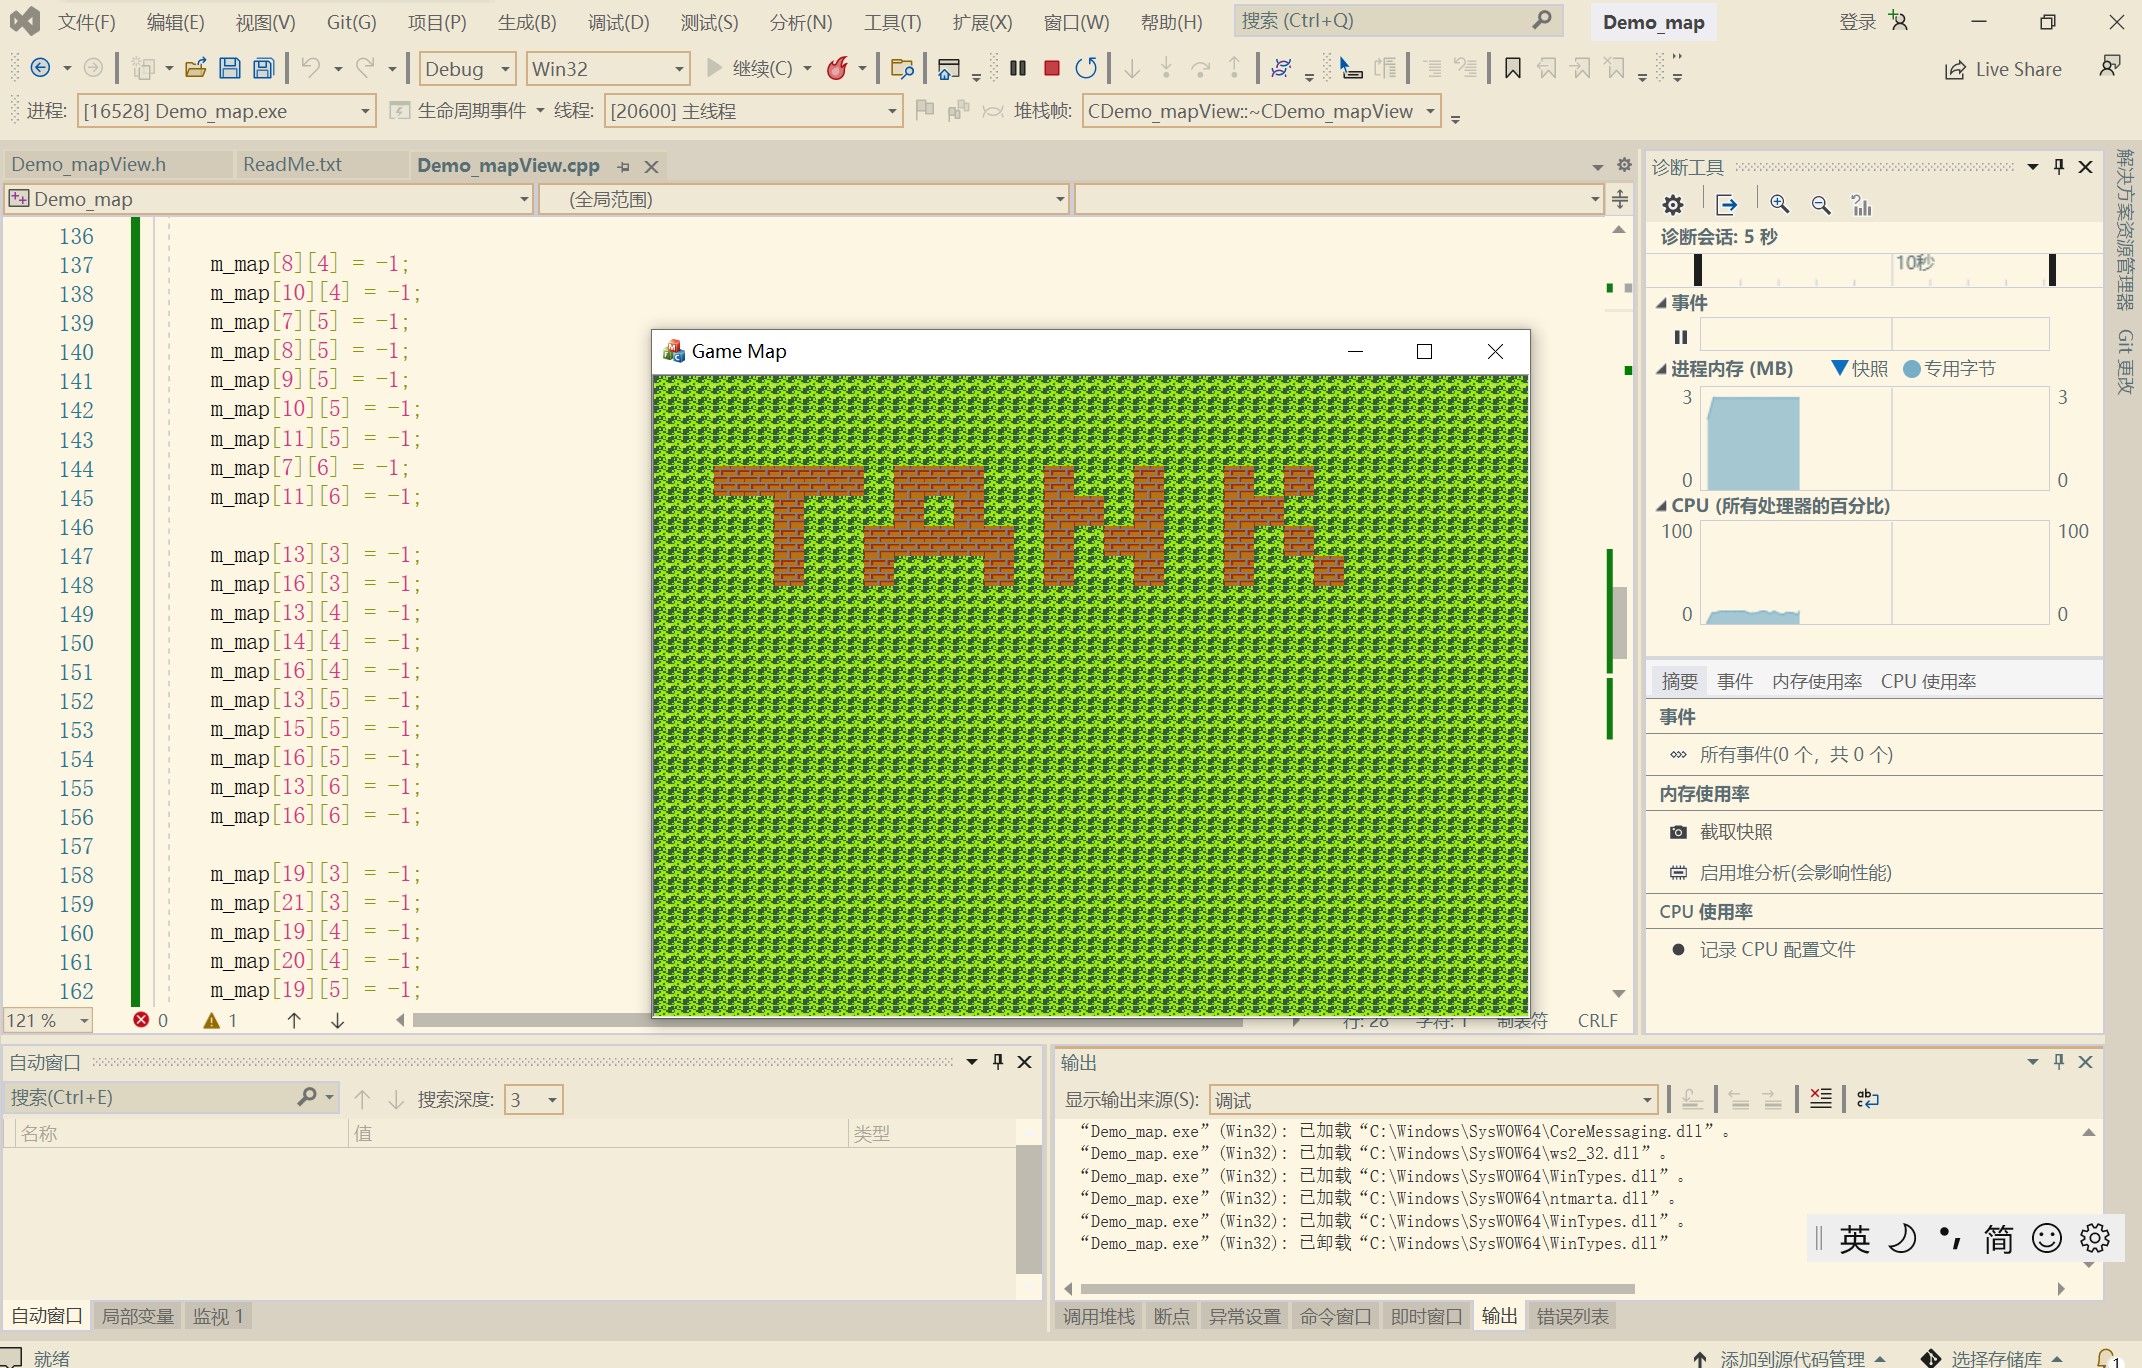 文件(F) 编辑(E) 视图(V) Git(G) 项目(P) 生成(B) 调试(D) 测试(S) 分析(N) 工具(T) 扩展(X) 窗口(W) 帮助(H) 搜索 (Ctrl+Q) Demo_map 登录
Debug Win32 继续(C) Live Share
进程: [16528] Demo_map.exe 生命周期事件 线程: [20600] 主线程 堆栈帧: CDemo_mapView::~CDemo_mapView
Demo_mapView.h ReadMe.txt Demo_mapView.cpp
Demo_map (全局范围)
136
137 m_map[8][4] = -1;
138 m_map[10][4] = -1;
139 m_map[7][5] = -1;
140 m_map[8][5] = -1;
141 m_map[9][5] = -1;
142 m_map[10][5] = -1;
143 m_map[11][5] = -1;
144 m_map[7][6] = -1;
145 m_map[11][6] = -1;
146
147 m_map[13][3] = -1;
148 m_map[16][3] = -1;
149 m_map[13][4] = -1;
150 m_map[14][4] = -1;
151 m_map[16][4] = -1;
152 m_map[13][5] = -1;
153 m_map[15][5] = -1;
154 m_map[16][5] = -1;
155 m_map[13][6] = -1;
156 m_map[16][6] = -1;
157
158 m_map[19][3] = -1;
159 m_map[21][3] = -1;
160 m_map[19][4] = -1;
161 m_map[20][4] = -1;
162 m_map[19][5] = -1;
121 % 0 1 行: 28 字符: 1 制表符 CRLF
Game Map
TANK
诊断工具
诊断会话: 5 秒
10秒
事件
进程内存 (MB) 快照 专用字节
3 3
0 0
CPU (所有处理器的百分比)
100 100
0 0
摘要 事件 内存使用率 CPU 使用率
事件
所有事件(0 个，共 0 个)
内存使用率
截取快照
启用堆分析(会影响性能)
CPU 使用率
记录 CPU 配置文件
解决方案资源管理器
Git 更改
自动窗口
搜索(Ctrl+E) 搜索深度: 3
名称 值 类型
自动窗口 局部变量 监视 1
输出
显示输出来源(S): 调试
“Demo_map.exe”(Win32): 已加载“C:\Windows\SysWOW64\CoreMessaging.dll”。
“Demo_map.exe”(Win32): 已加载“C:\Windows\SysWOW64\ws2_32.dll”。
“Demo_map.exe”(Win32): 已加载“C:\Windows\SysWOW64\WinTypes.dll”。
“Demo_map.exe”(Win32): 已加载“C:\Windows\SysWOW64\ntmarta.dll”。
“Demo_map.exe”(Win32): 已加载“C:\Windows\SysWOW64\WinTypes.dll”。
“Demo_map.exe”(Win32): 已卸载“C:\Windows\SysWOW64\WinTypes.dll”
英 简
调用堆栈 断点 异常设置 命令窗口 即时窗口 输出 错误列表
就绪 添加到源代码管理 选择存储库 1